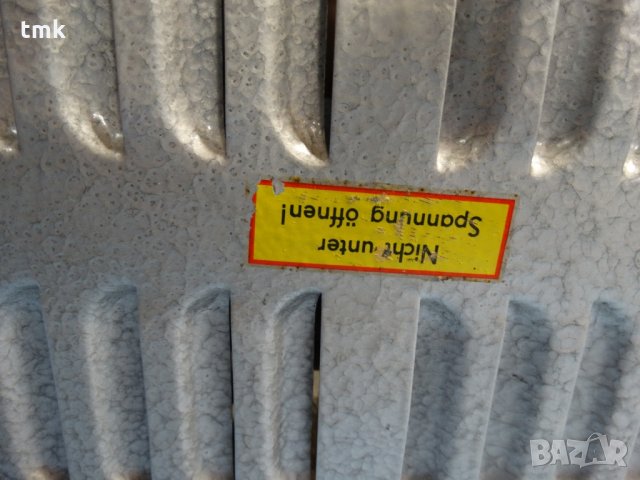 tmk
Nicht unter
Spannung öffnen!
BAZAR